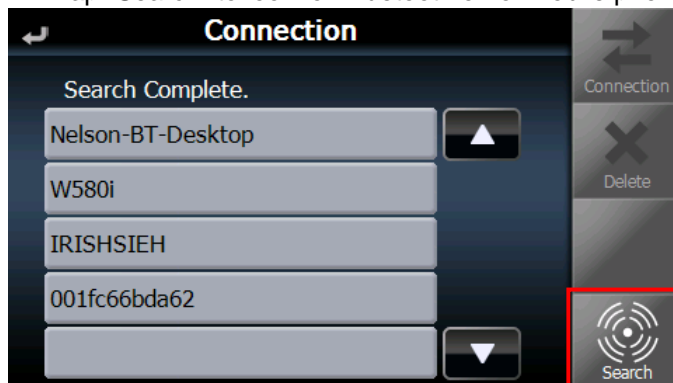 Connection
Search Complete.
Connection
Nelson-BT-Desktop
W580i
Delete
IRISHSIEH
001fc66bda62
Search